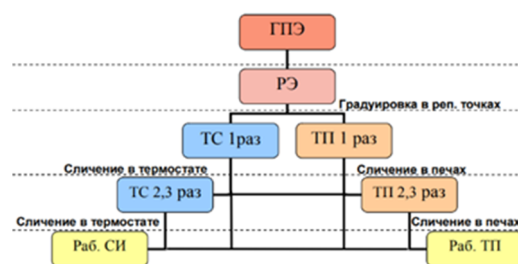 ГПЭ
РЭ
Градуировка в реп. точках
ТС 1раз
ТП 1 раз
Сличение в термостате
Сличение в печах
ТС 2,3 раз
ТП 2,3 раз
Сличение в термостате
Сличение в печах
Раб. СИ
Раб. ТП